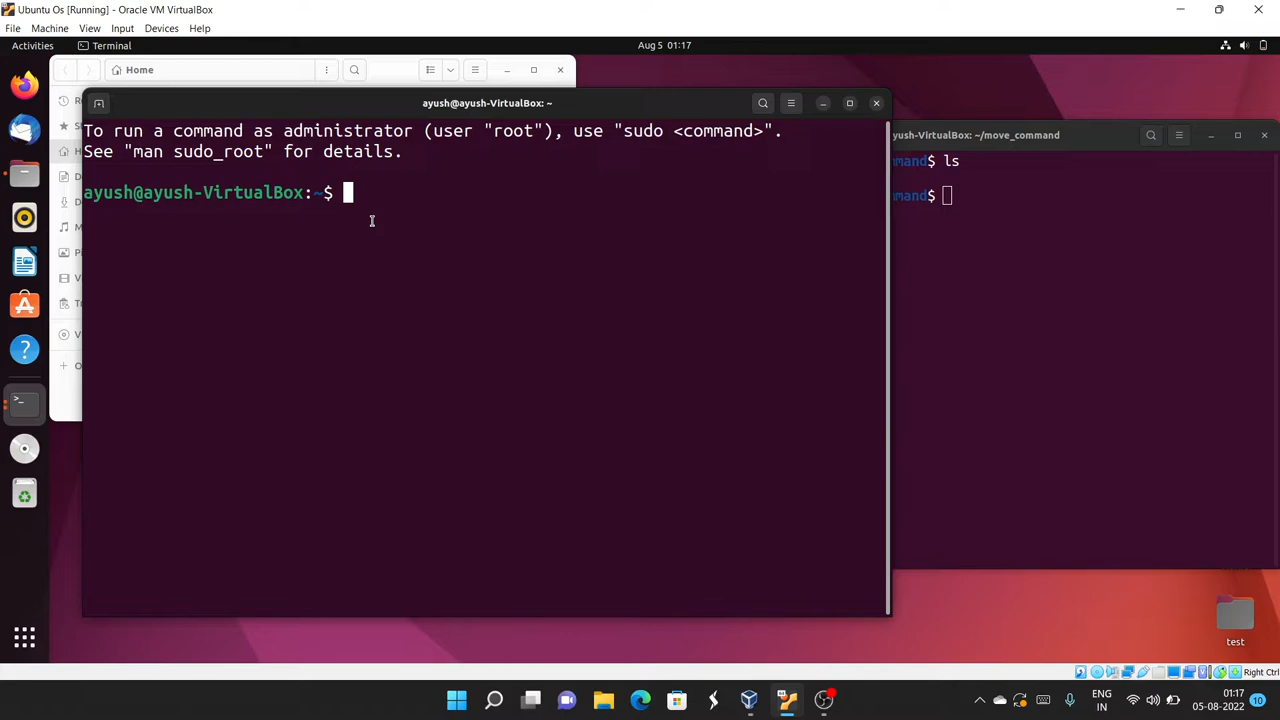 Ubuntu Os [Running] - Oracle VM VirtualBox
File Machine View Input Devices Help
Activities Terminal Aug 5 01:17
Home
ayush@ayush-VirtualBox: ~
To run a command as administrator (user "root"), use "sudo <command>".
See "man sudo_root" for details.
ayush@ayush-VirtualBox:~$
yush-VirtualBox: ~/move_command
mand$ ls
mand$
test
Right Ctrl
ENG
IN
01:17
05-08-2022
10